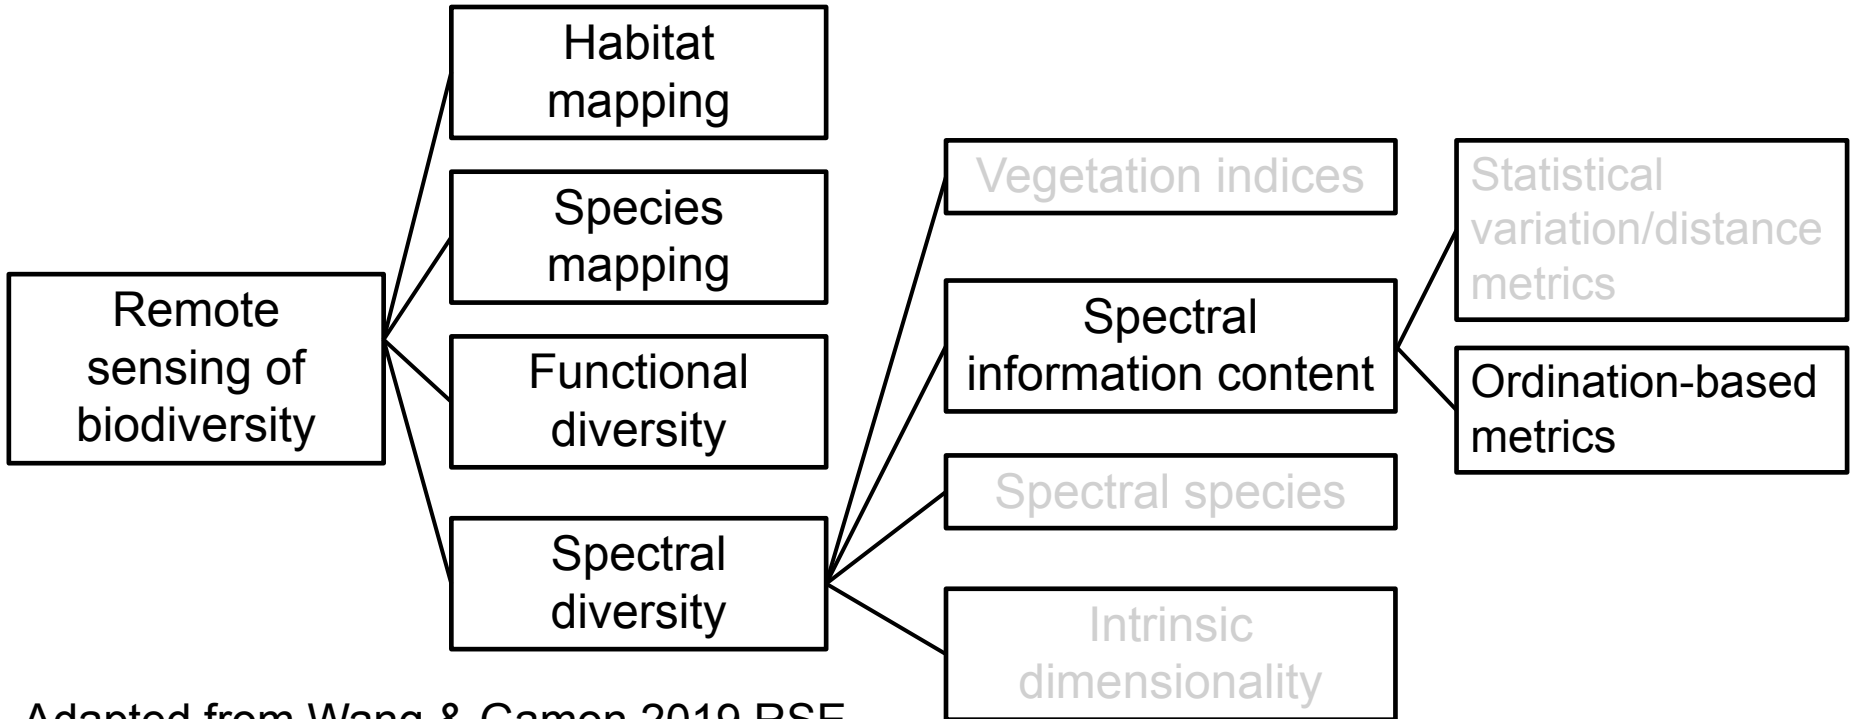 Remote
sensing of
biodiversity
Habitat
mapping
Species
mapping
Functional
diversity
Spectral
diversity
Vegetation indices
Spectral
information content
Spectral species
Intrinsic
dimensionality
Statistical
variation/distance
metrics
Ordination-based
metrics
Adapted from Wang & Gamon 2019 RSE